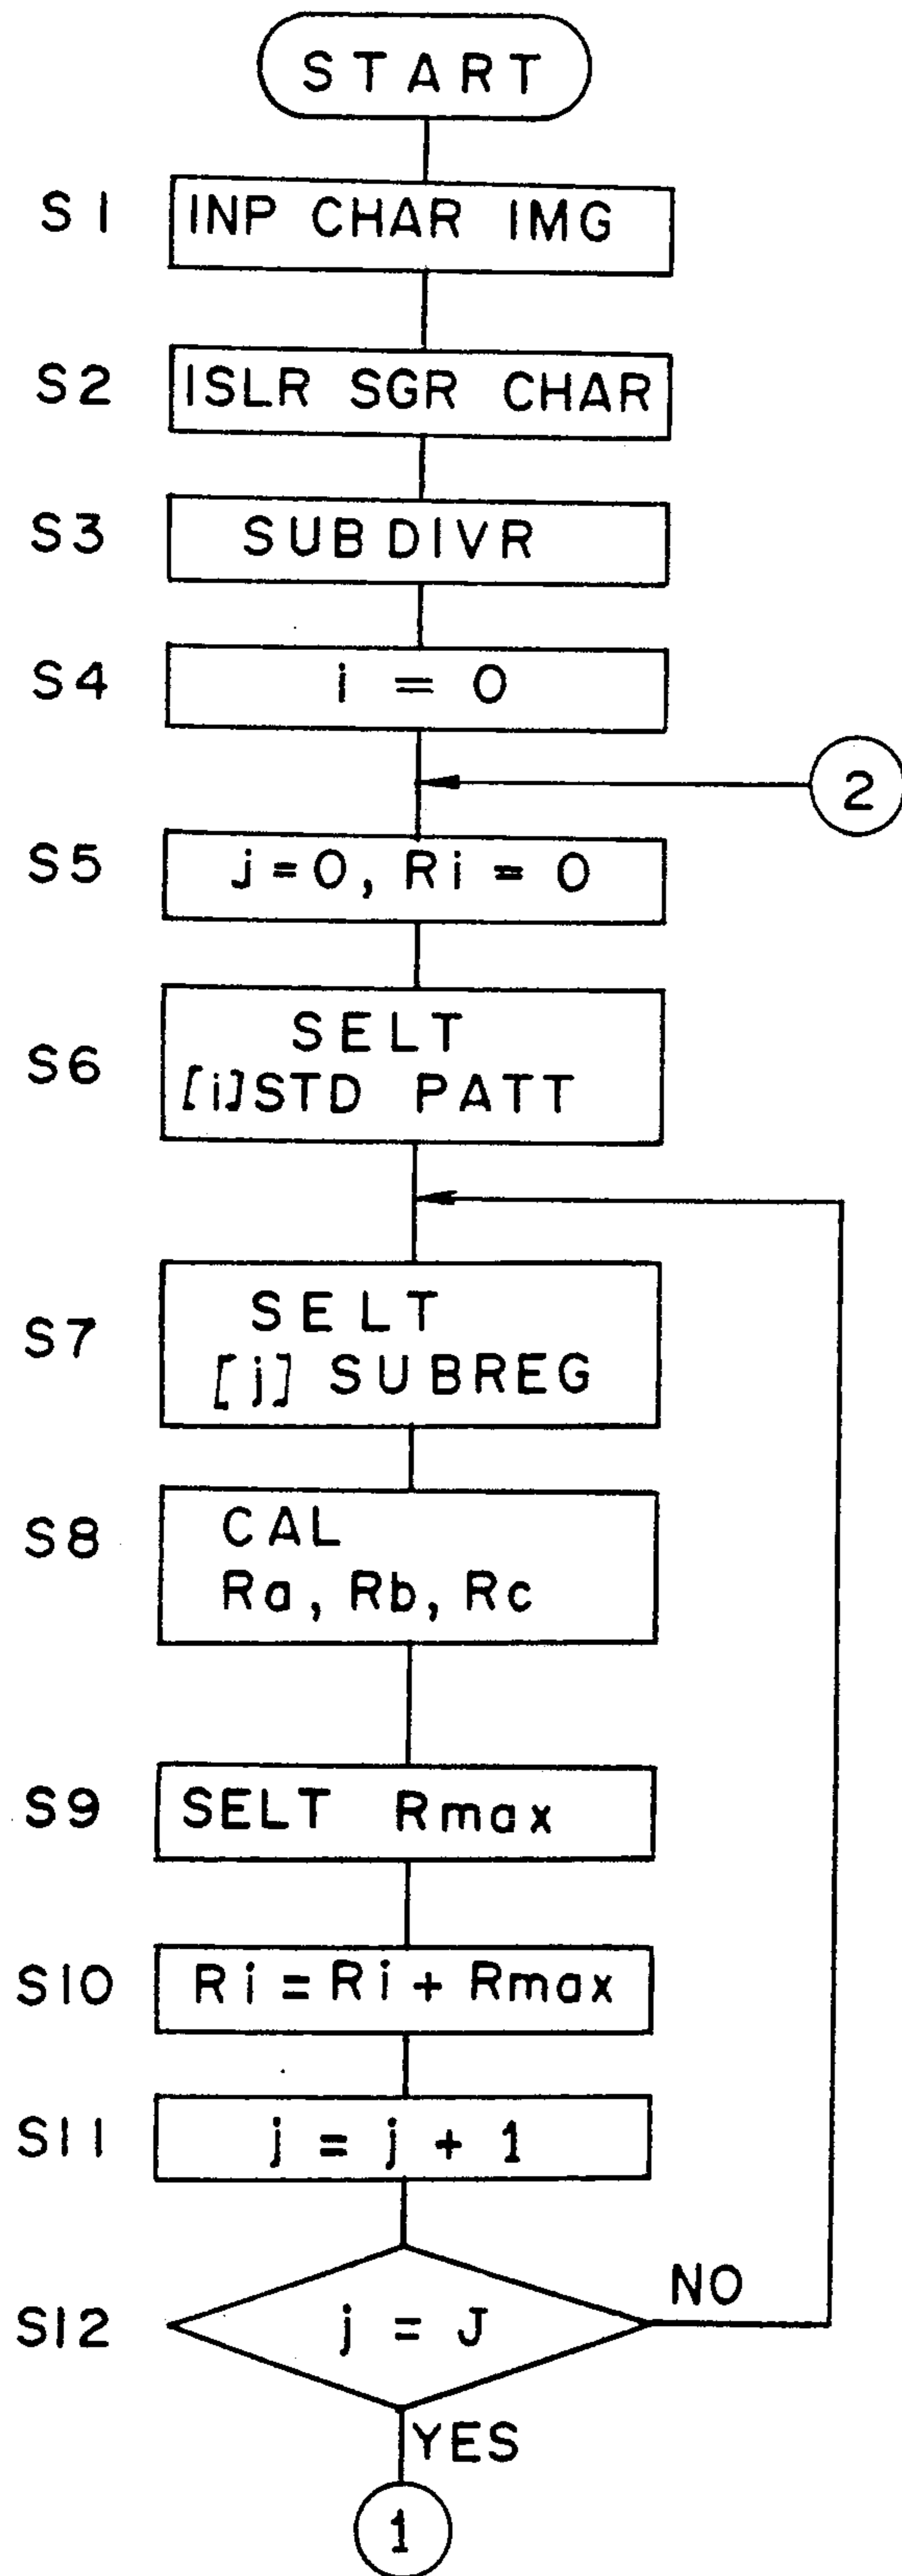 START
S1 INP CHAR IMG
S2 ISLR SGR CHAR
S3 SUBDIVR
S4 i = 0
2
S5 j=0, Ri = 0
S6 SELT
[i]STD PATT
S7 SELT
[j] SUBREG
S8 CAL
Ra, Rb, Rc
S9 SELT Rmax
S10 Ri = Ri + Rmax
S11 j = j + 1
S12 j = J
NO
YES
1